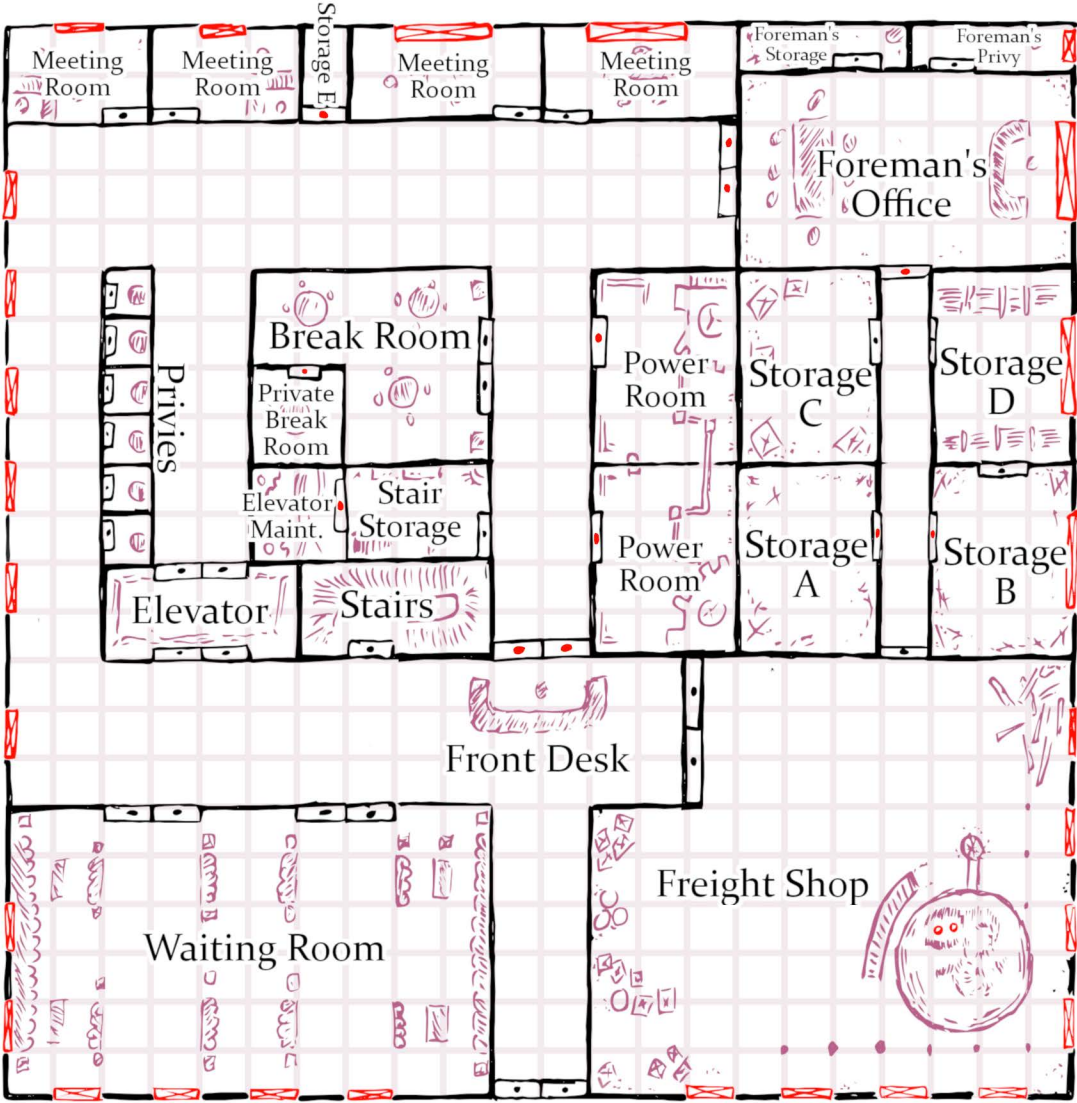 Meeting
Room
Meeting
Room
Storage E
Meeting
Room
Meeting
Room
Foreman's
Storage
Foreman's
Privy
Foreman's
Office
Privies
Break Room
Private
Break
Room
Elevator
Maint.
Stair
Storage
Power
Room
Storage
C
Storage
D
Power
Room
Storage
A
Storage
B
Elevator
Stairs
Front Desk
Waiting Room
Freight Shop